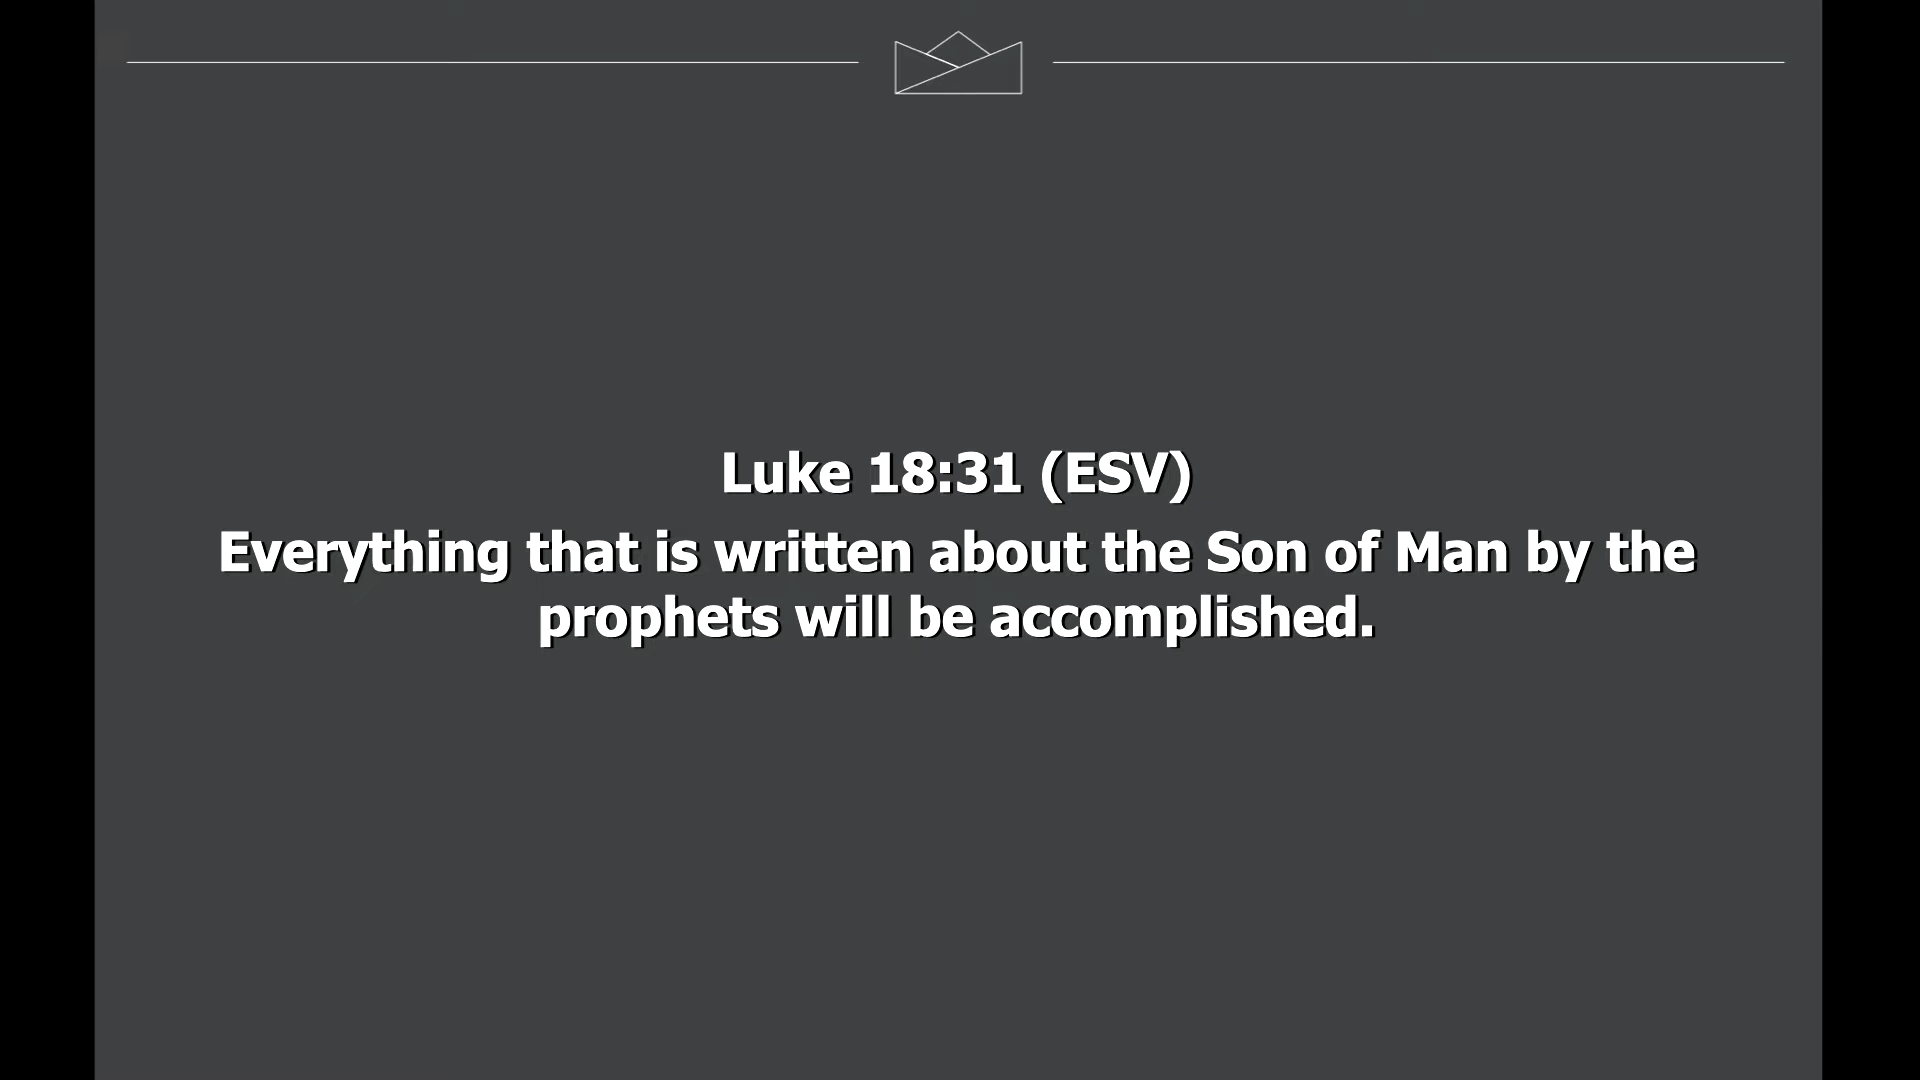 Luke 18:31 (ESV)
Everything that is written about the Son of Man by the
prophets will be accomplished.